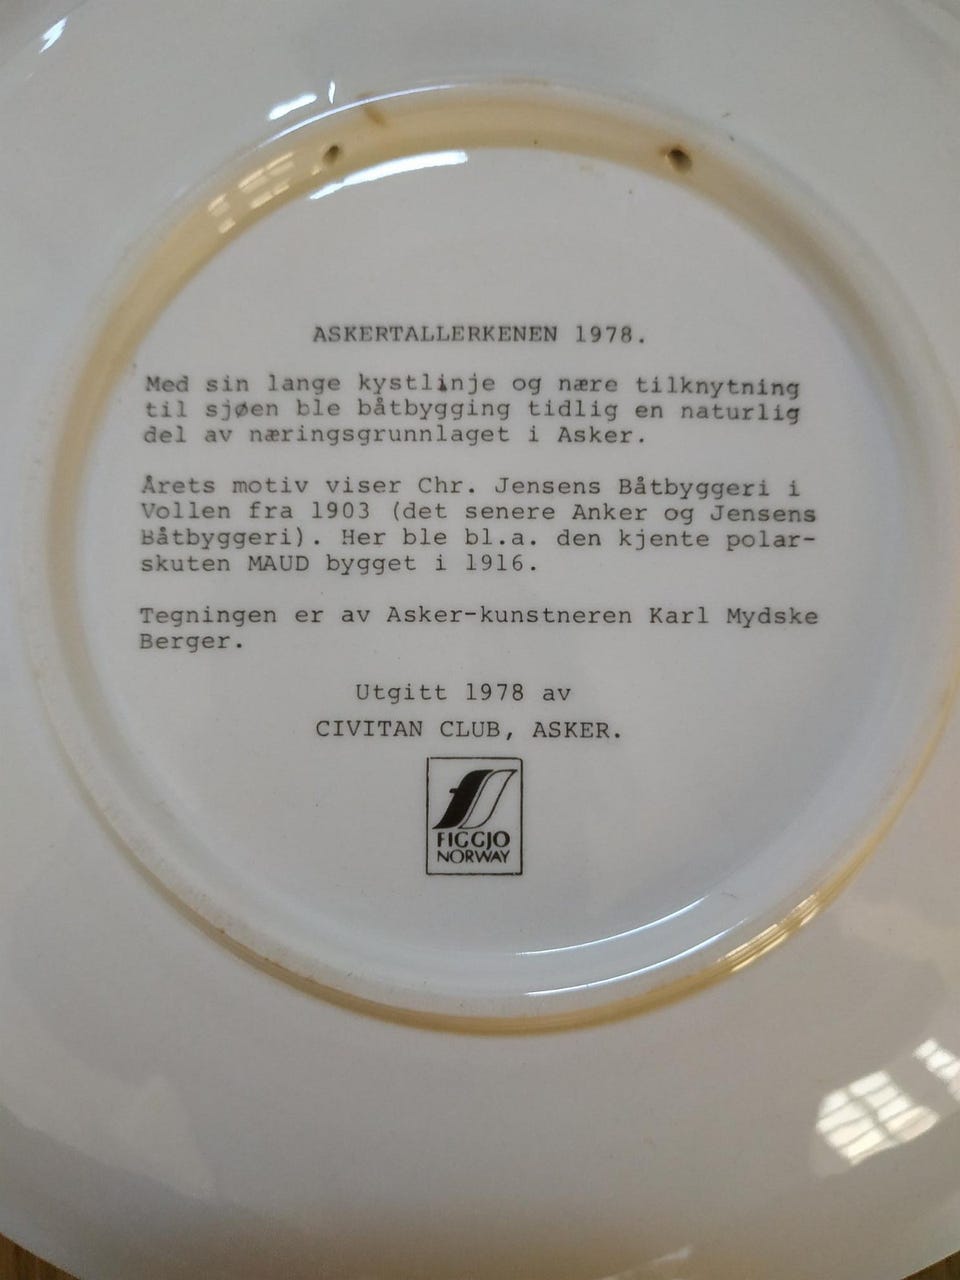 ASKERTALLERKENEN 1978.
Med sin lange kystlinje og nære tilknytning
til sjøen ble båtbygging tidlig en naturlig
del av næringsgrunnlaget i Asker.
Årets motiv viser Chr. Jensens Båtbyggeri i
Vollen fra 1903 (det senere Anker og Jensens
Båtbyggeri). Her ble bl.a. den kjente polar-
skuten MAUD bygget i 1916.
Tegningen er av Asker-kunstneren Karl Mydske
Berger.
Utgitt 1978 av
CIVITAN CLUB, ASKER.
FIGGJO
NORWAY